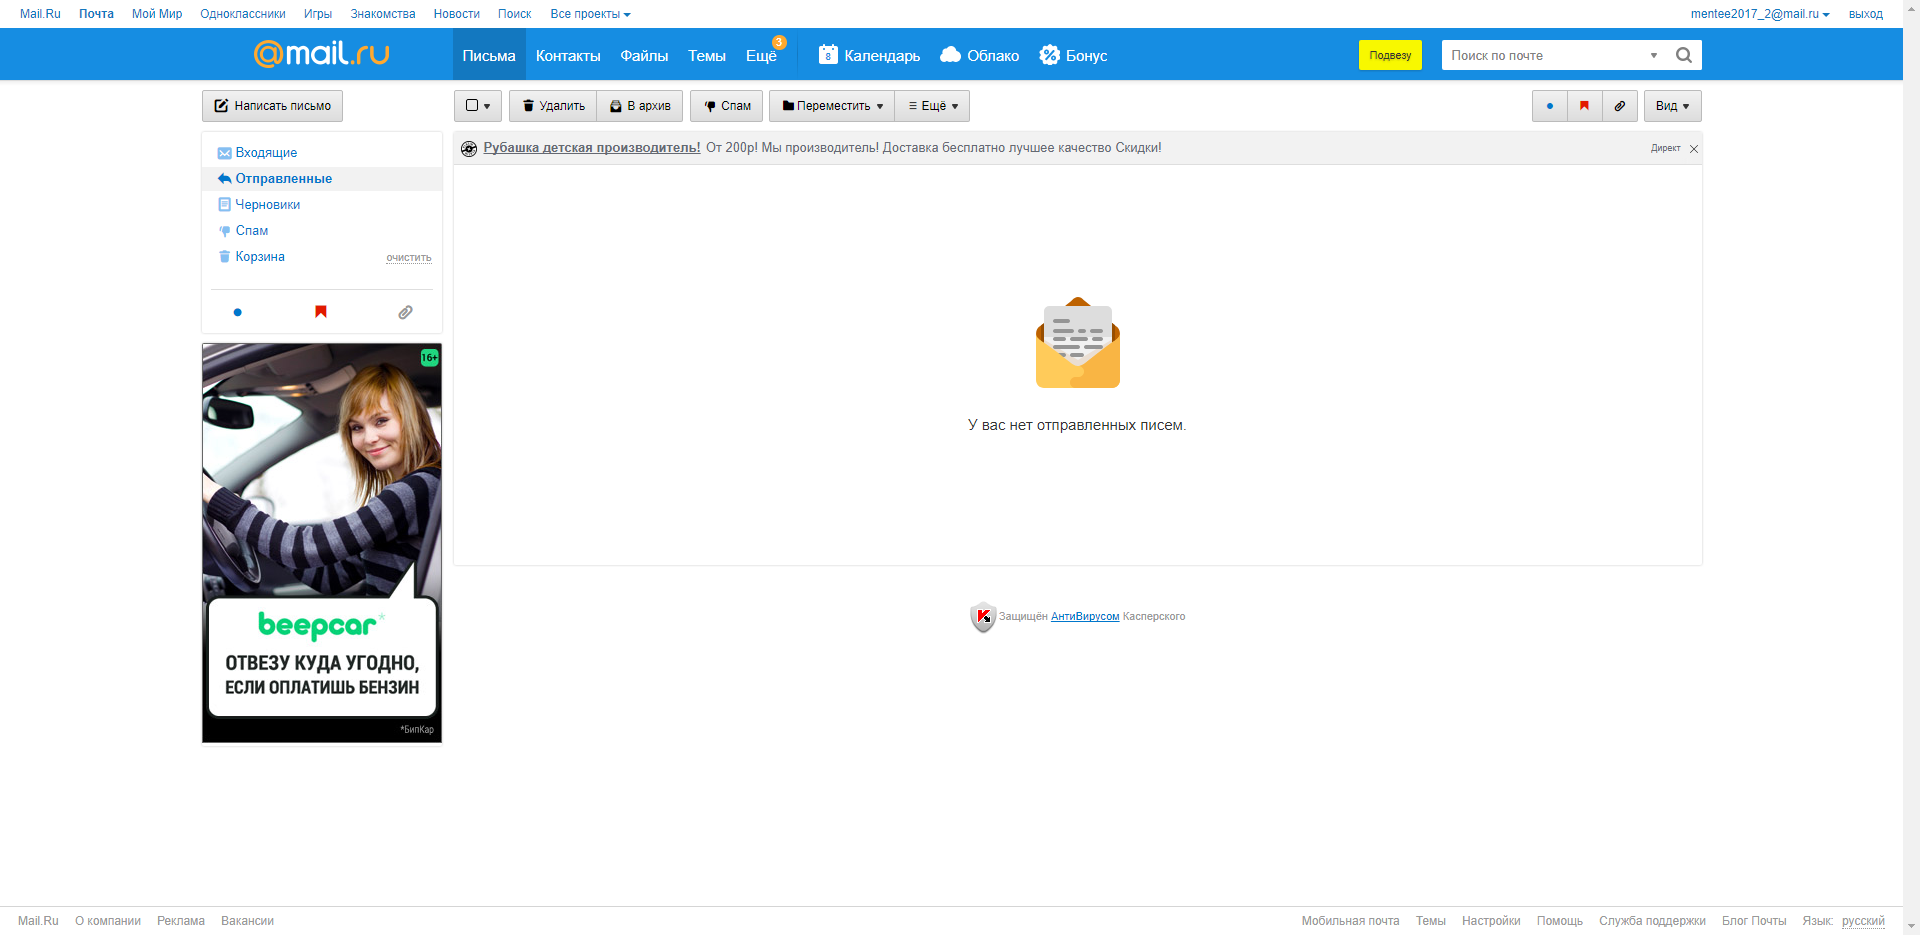 Mail.Ru Почта Мой Мир Одноклассники Игры Знакомства Новости Поиск Все проекты mentee2017_2@mail.ru выход
@mail.ru Письма Контакты Файлы Темы Ещё 3 8 Календарь Облако Бонус Подвезу Поиск по почте
Написать письмо Удалить В архив Спам Переместить Ещё Вид
Рубашка детская производитель! От 200р! Мы производитель! Доставка бесплатно лучшее качество Скидки! Директ
Входящие
Отправленные
Черновики
Спам
Корзина очистить
16+
beepcar*
ОТВЕЗУ КУДА УГОДНО,
ЕСЛИ ОПЛАТИШЬ БЕНЗИН
*БипКар
У вас нет отправленных писем.
Защищён АнтиВирусом Касперского
Mail.Ru О компании Реклама Вакансии Мобильная почта Темы Настройки Помощь Служба поддержки Блог Почты Язык: русский